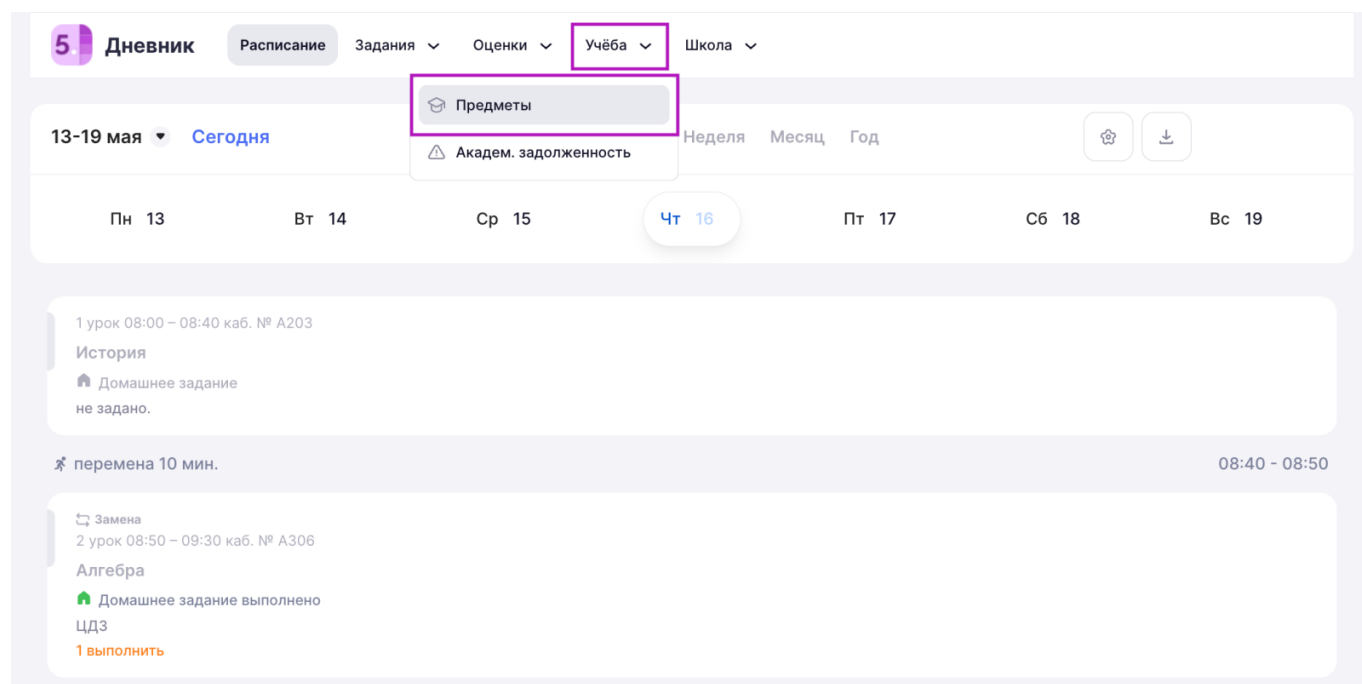 5. Дневник Расписание Задания Оценки Учёба Школа
Предметы
13-19 мая Сегодня Неделя Месяц Год
Академ. задолженность
Пн 13 Вт 14 Ср 15 Чт 16 Пт 17 Сб 18 Вс 19
1 урок 08:00 – 08:40 каб. № А203
История
Домашнее задание
не задано.
перемена 10 мин. 08:40 - 08:50
Замена
2 урок 08:50 – 09:30 каб. № А306
Алгебра
Домашнее задание выполнено
ЦДЗ
1 выполнить